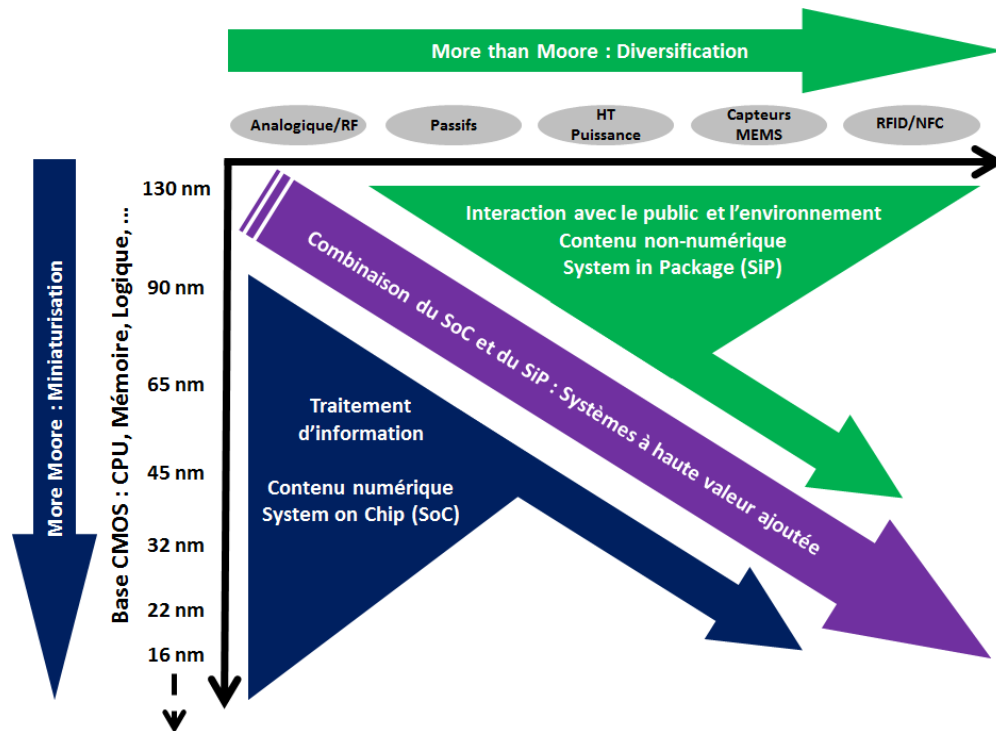 More than Moore : Diversification
Analogique/RF
Passifs
HT
Puissance
Capteurs
MEMS
RFID/NFC
More Moore : Miniaturisation
Base CMOS : CPU, Mémoire, Logique, ...
130 nm
90 nm
65 nm
45 nm
32 nm
22 nm
16 nm
Interaction avec le public et l'environnement
Contenu non-numérique
System in Package (SiP)
Combinaison du SoC et du SiP : Systèmes à haute valeur ajoutée
Traitement
d'information
Contenu numérique
System on Chip (SoC)